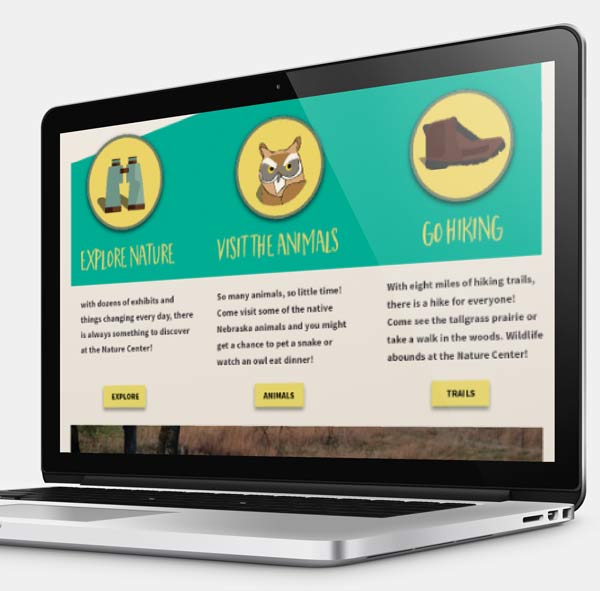 EXPLORE NATURE
with dozens of exhibits and
things changing every day, there
is always something to discover
at the Nature Center!
EXPLORE
VISIT THE ANIMALS
So many animals, so little time!
Come visit some of the native
Nebraska animals and you might
get a chance to pet a snake or
watch an owl eat dinner!
ANIMALS
GO HIKING
With eight miles of hiking trails,
there is a hike for everyone!
Come see the tallgrass prairie or
take a walk in the woods. Wildlife
abounds at the Nature Center!
TRAILS